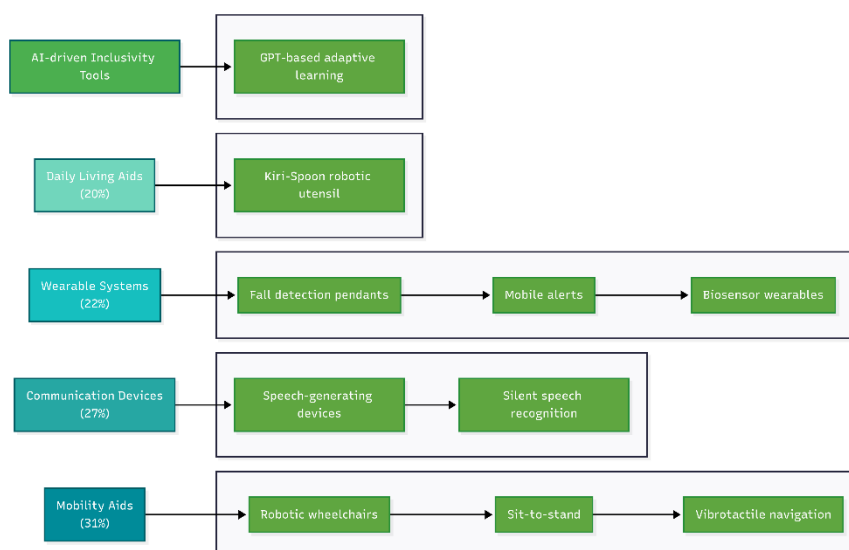 AI-driven Inclusivity
Tools
GPT-based adaptive
learning
Daily Living Aids
(20%)
Kiri-Spoon robotic
utensil
Wearable Systems
(22%)
Fall detection pendants
Mobile alerts
Biosensor wearables
Communication Devices
(27%)
Speech-generating
devices
Silent speech
recognition
Mobility Aids
(31%)
Robotic wheelchairs
Sit-to-stand
Vibrotactile navigation